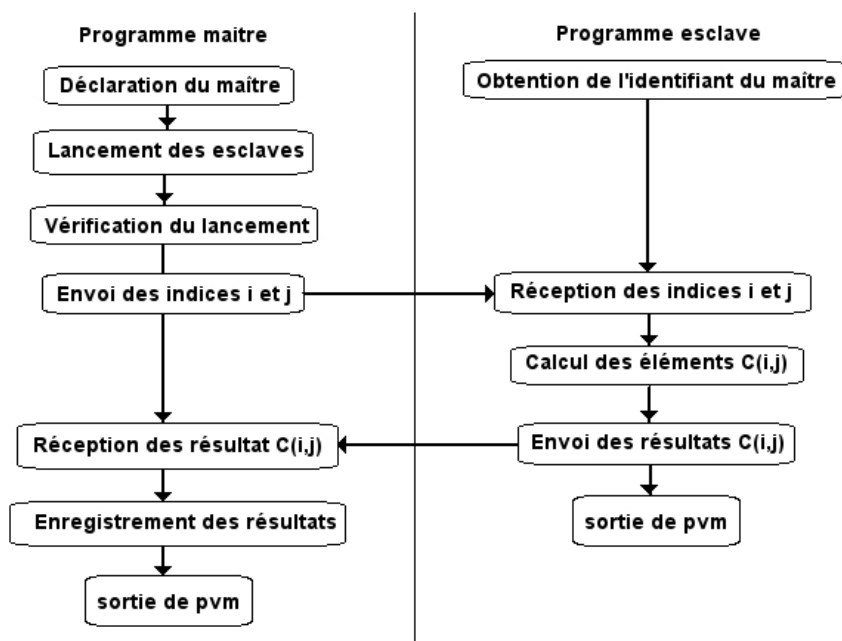 Programme maitre
Déclaration du maître
Lancement des esclaves
Vérification du lancement
Envoi des indices i et j
Réception des résultat C(i,j)
Enregistrement des résultats
sortie de pvm
Programme esclave
Obtention de l'identifiant du maître
Réception des indices i et j
Calcul des éléments C(i,j)
Envoi des résultats C(i,j)
sortie de pvm